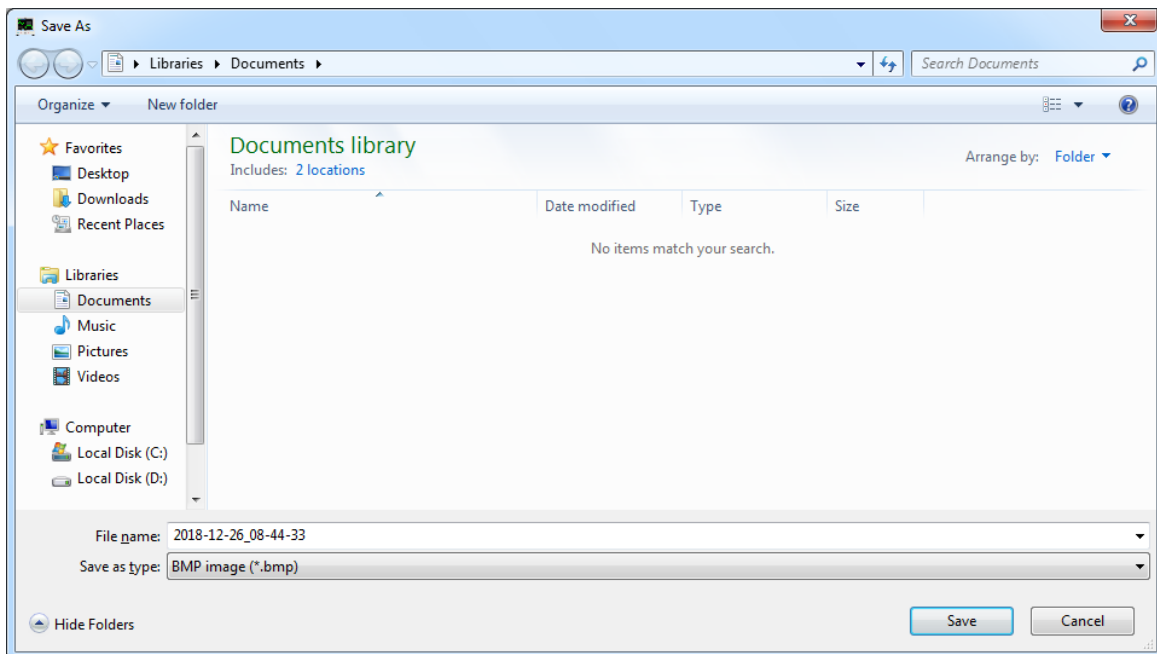 Save As
Libraries Documents
Search Documents
Organize New folder
Favorites
Desktop
Downloads
Recent Places
Libraries
Documents
Music
Pictures
Videos
Computer
Local Disk (C:)
Local Disk (D:)
Documents library
Includes: 2 locations
Arrange by: Folder
Name Date modified Type Size
No items match your search.
File name: 2018-12-26_08-44-33
Save as type: BMP image (*.bmp)
Hide Folders
Save Cancel